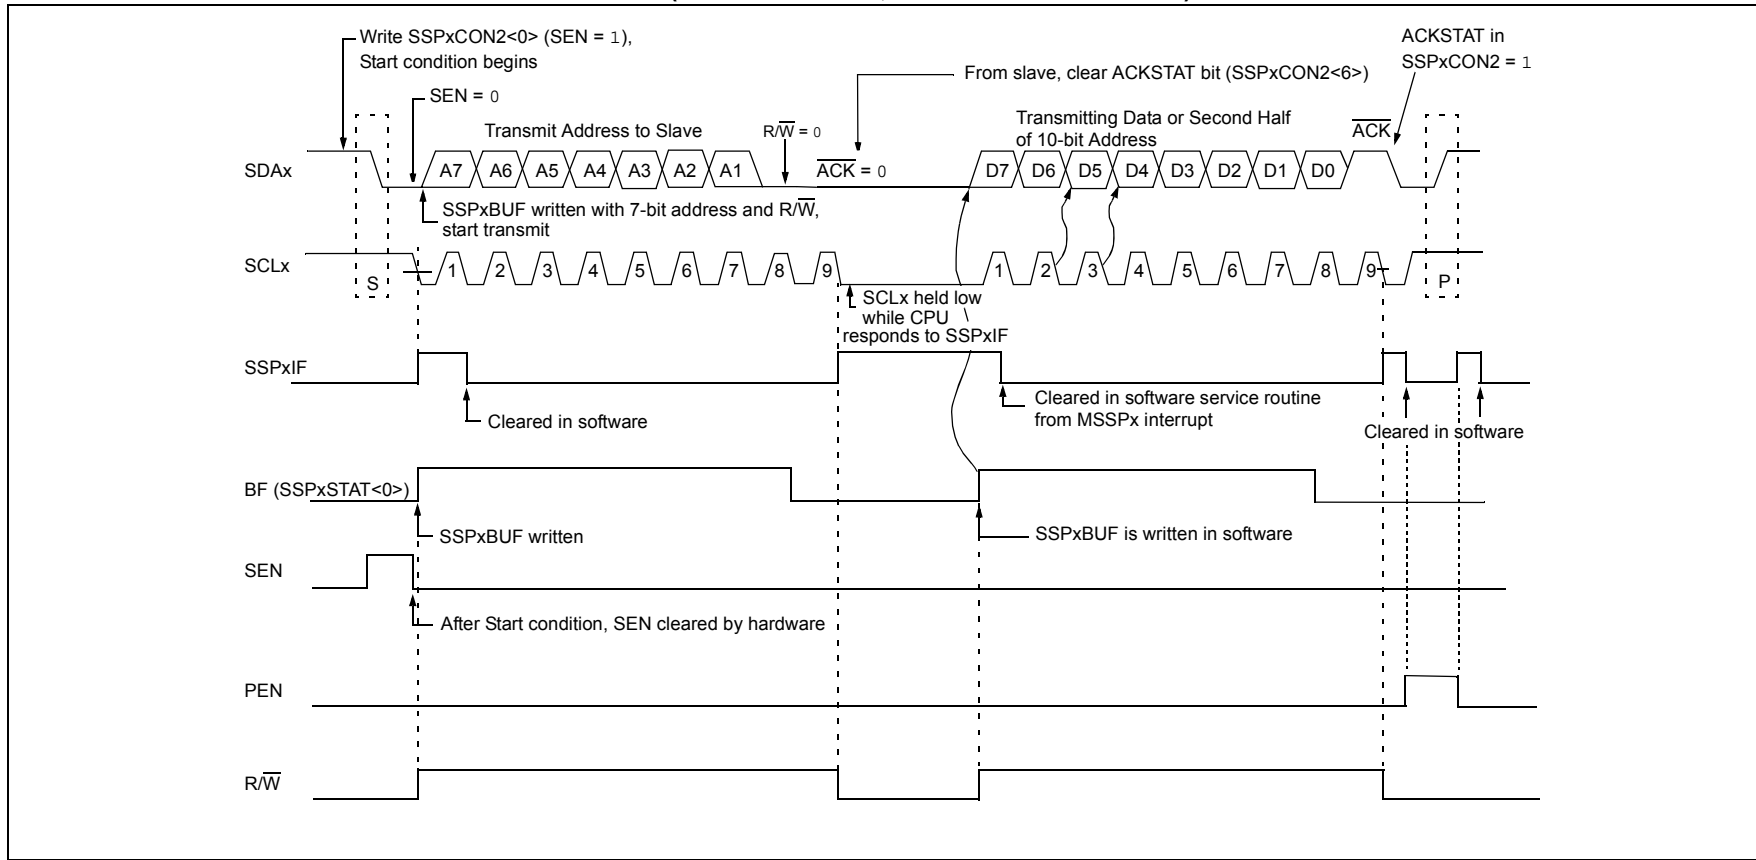 Write SSPxCON2<0> (SEN = 1),
Start condition begins
ACKSTAT in
SSPxCON2 = 1
From slave, clear ACKSTAT bit (SSPxCON2<6>)
SEN = 0
Transmit Address to Slave
R/W̅ = 0
Transmitting Data or Second Half
of 10-bit Address
A̅C̅K̅
SDAx
A7 A6 A5 A4 A3 A2 A1
A̅C̅K̅ = 0
D7 D6 D5 D4 D3 D2 D1 D0
SSPxBUF written with 7-bit address and R/W̅,
start transmit
SCLx
S
1 2 3 4 5 6 7 8 9
1 2 3 4 5 6 7 8 9
P
SCLx held low
while CPU
responds to SSPxIF
SSPxIF
Cleared in software
Cleared in software service routine
from MSSPx interrupt
Cleared in software
BF (SSPxSTAT<0>)
SSPxBUF written
SSPxBUF is written in software
SEN
After Start condition, SEN cleared by hardware
PEN
R/W̅